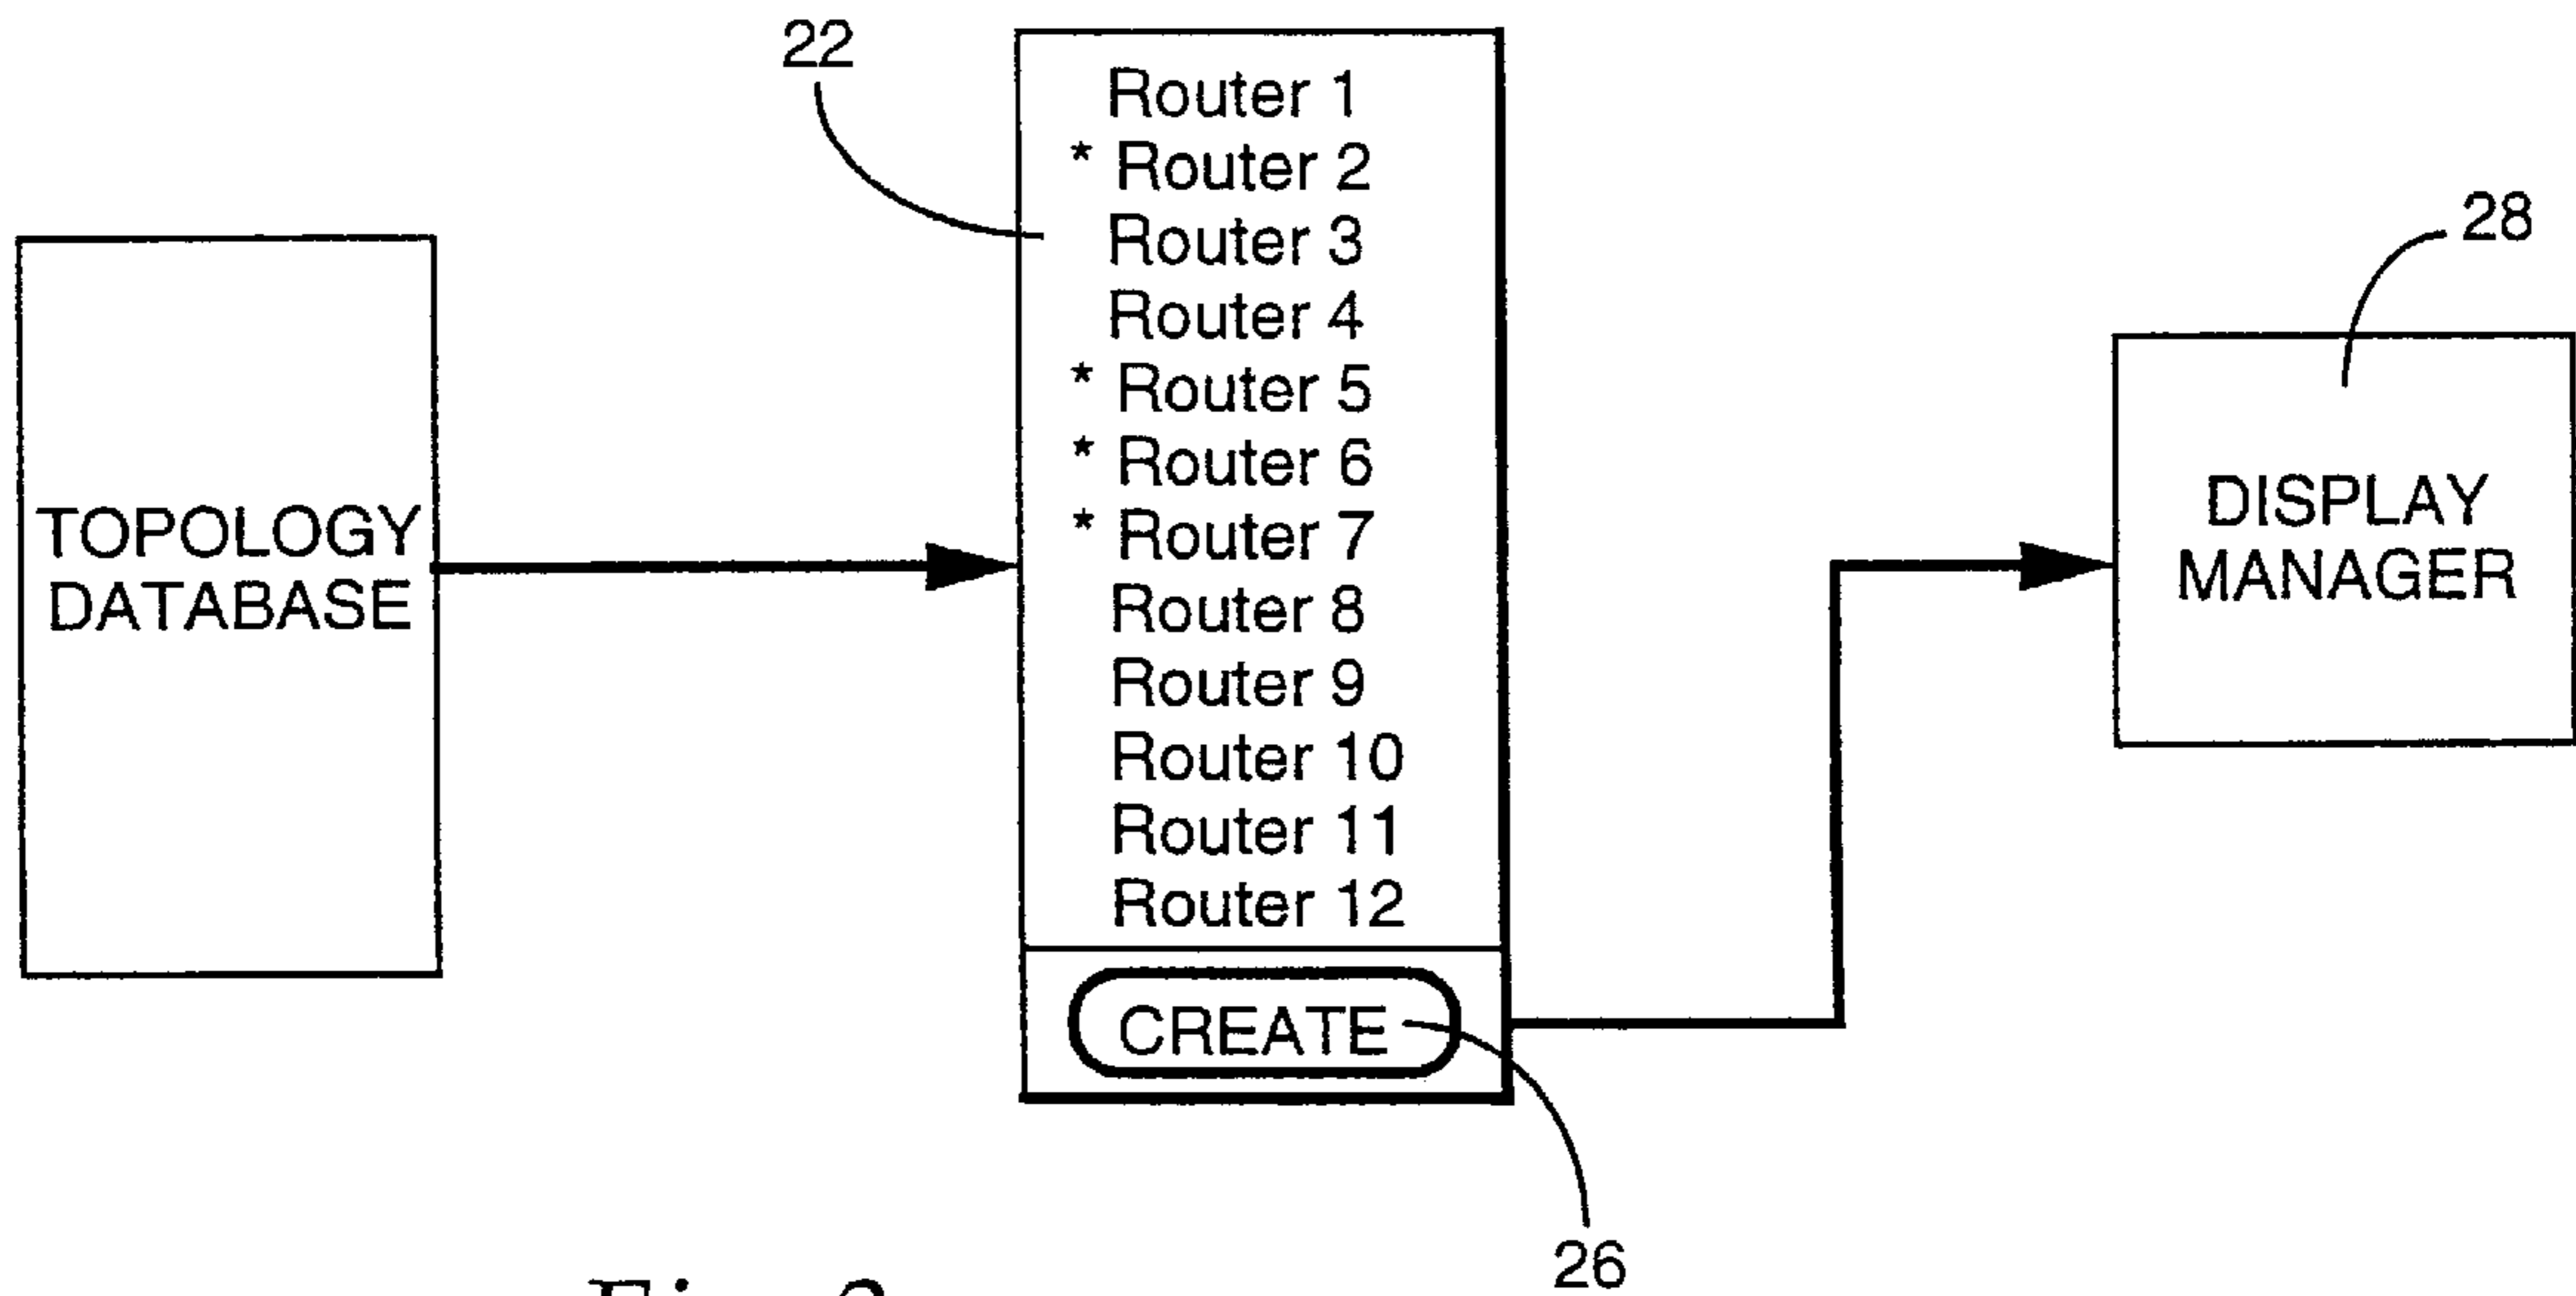 22
Router 1
* Router 2
Router 3
Router 4
* Router 5
* Router 6
* Router 7
Router 8
Router 9
Router 10
Router 11
Router 12
CREATE
TOPOLOGY
DATABASE
28
DISPLAY
MANAGER
26